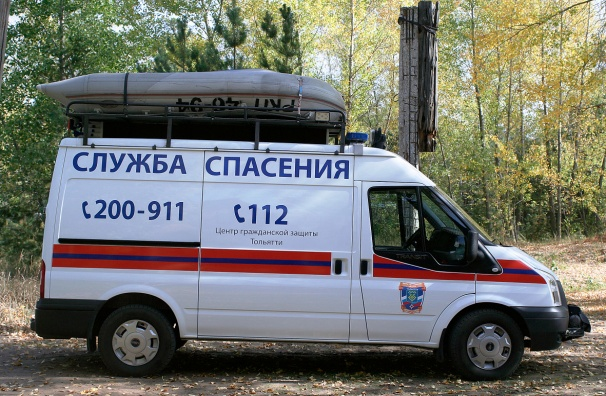 СЛУЖБА СПАСЕНИЯ
200-911
112
Центр гражданской защиты
Тольятти